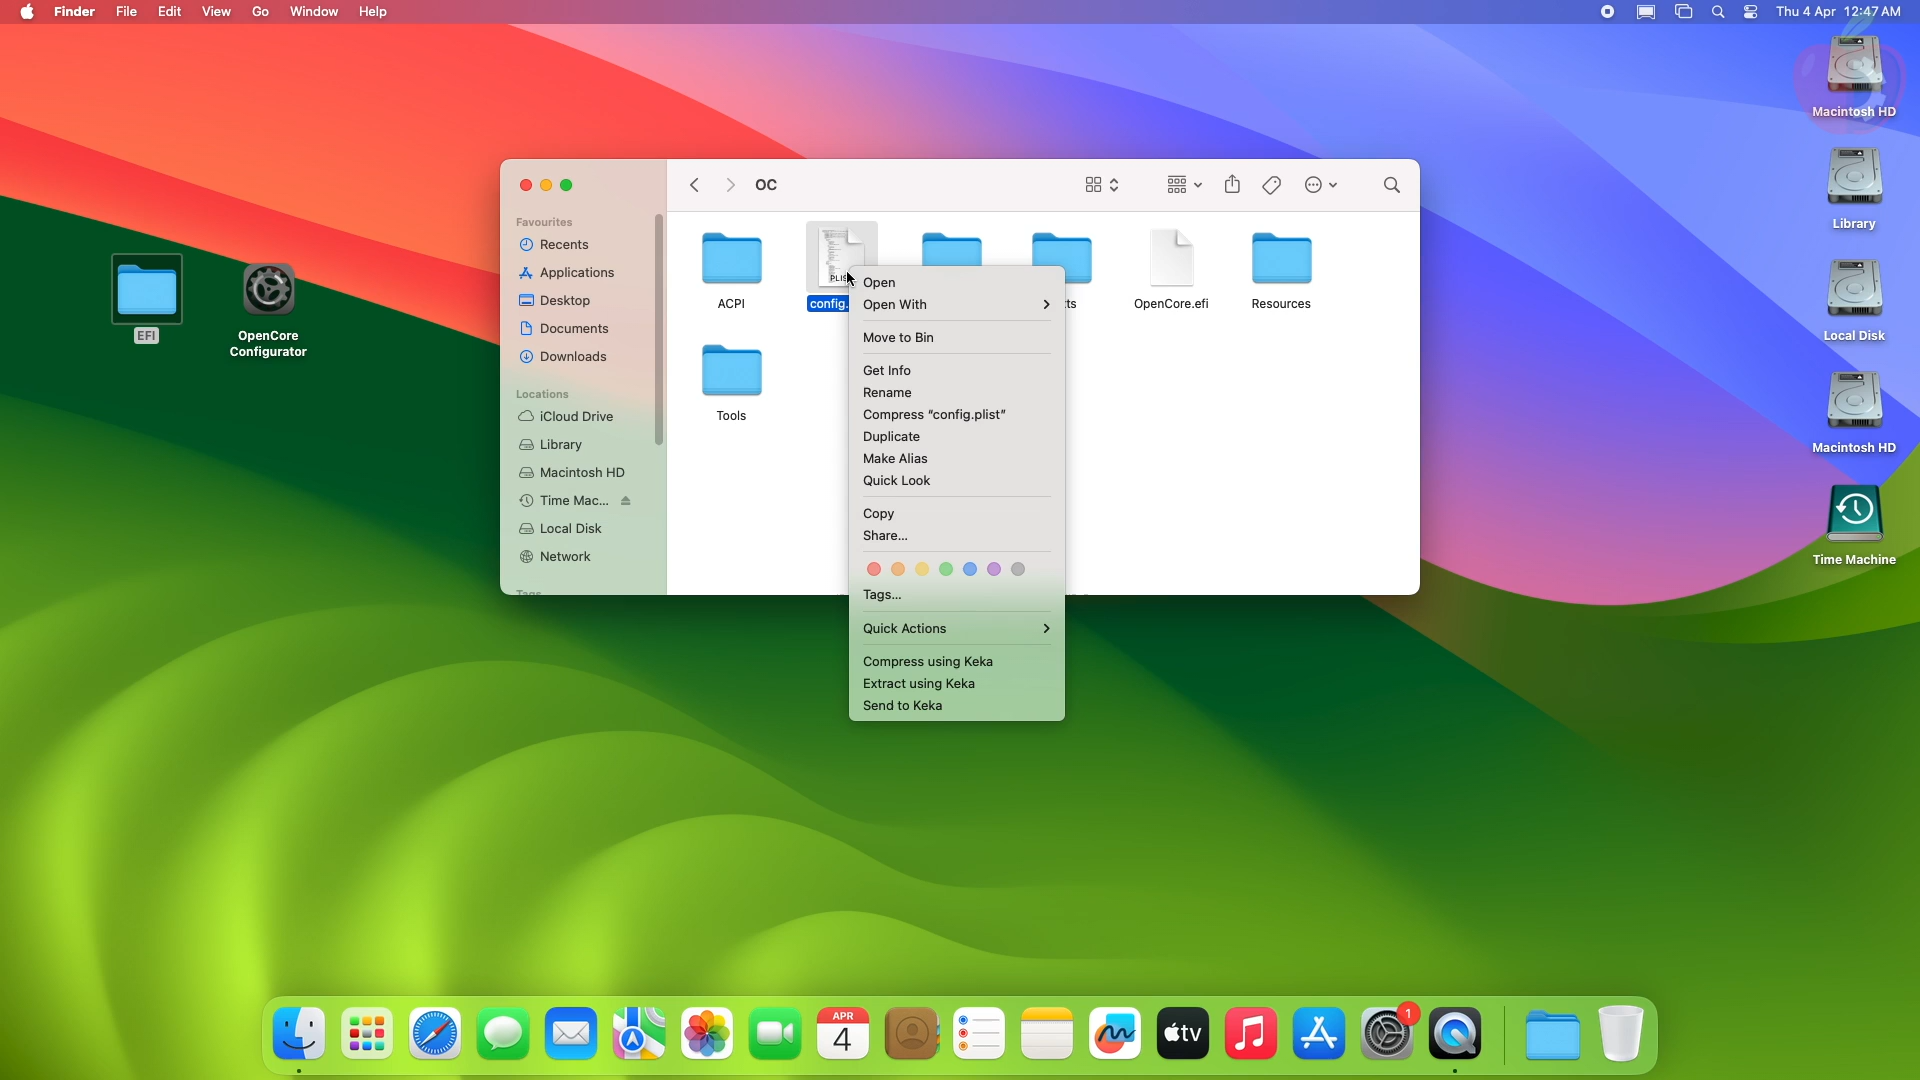 Finder File Edit View Go Window Help Thu 4 Apr 12:47 AM
Macintosh HD
Library
Local Disk
Macintosh HD
Time Machine
EFI
OpenCore
Configurator
OC
Favourites
Recents
Applications
Desktop
Documents
Downloads
Locations
iCloud Drive
Library
Macintosh HD
Time Mac...
Local Disk
Network
ACPI
PLIS
config.
ts
OpenCore.efi
Resources
Tools
Open
Open With
Move to Bin
Get Info
Rename
Compress “config.plist”
Duplicate
Make Alias
Quick Look
Copy
Share...
Tags...
Quick Actions
Compress using Keka
Extract using Keka
Send to Keka
APR
4
tv
1